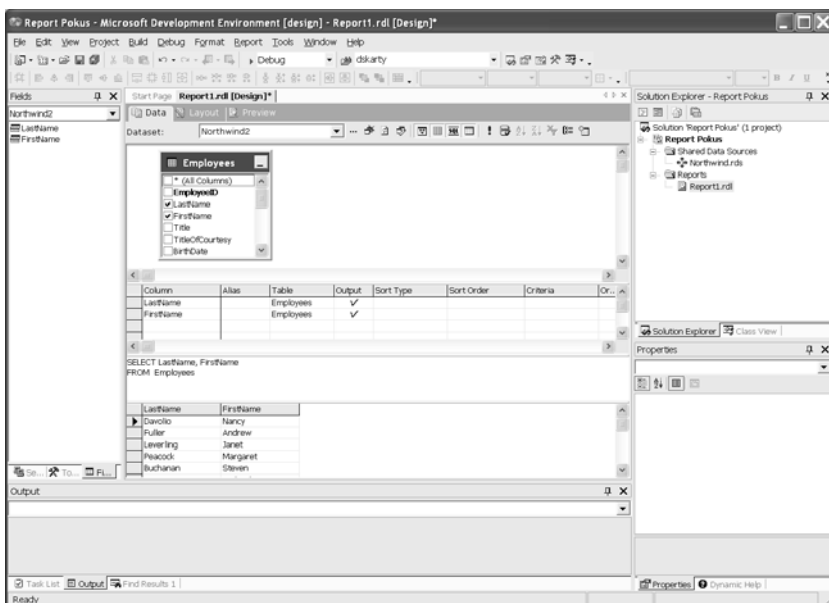 Report Pokus - Microsoft Development Environment [design] - Report1.rdl [Design]*
File Edit View Project Build Debug Format Report Tools Window Help
Debug dskarty
Fields
Northwind2
LastName
FirstName
Se... To... Fi...
Start Page Report1.rdl [Design]*
Data Layout Preview
Dataset: Northwind2
Employees
* (All Columns)
EmployeeID
LastName
FirstName
Title
TitleOfCourtesy
BirthDate
Column Alias Table Output Sort Type Sort Order Criteria Or...
LastName Employees
FirstName Employees
SELECT LastName, FirstName
FROM Employees
LastName FirstName
Davolio Nancy
Fuller Andrew
Leverling Janet
Peacock Margaret
Buchanan Steven
Solution Explorer - Report Pokus
Solution 'Report Pokus' (1 project)
Report Pokus
Shared Data Sources
Northwind.rds
Reports
Report1.rdl
Solution Explorer Class View
Properties
Properties Dynamic Help
Output
Task List Output Find Results 1
Ready